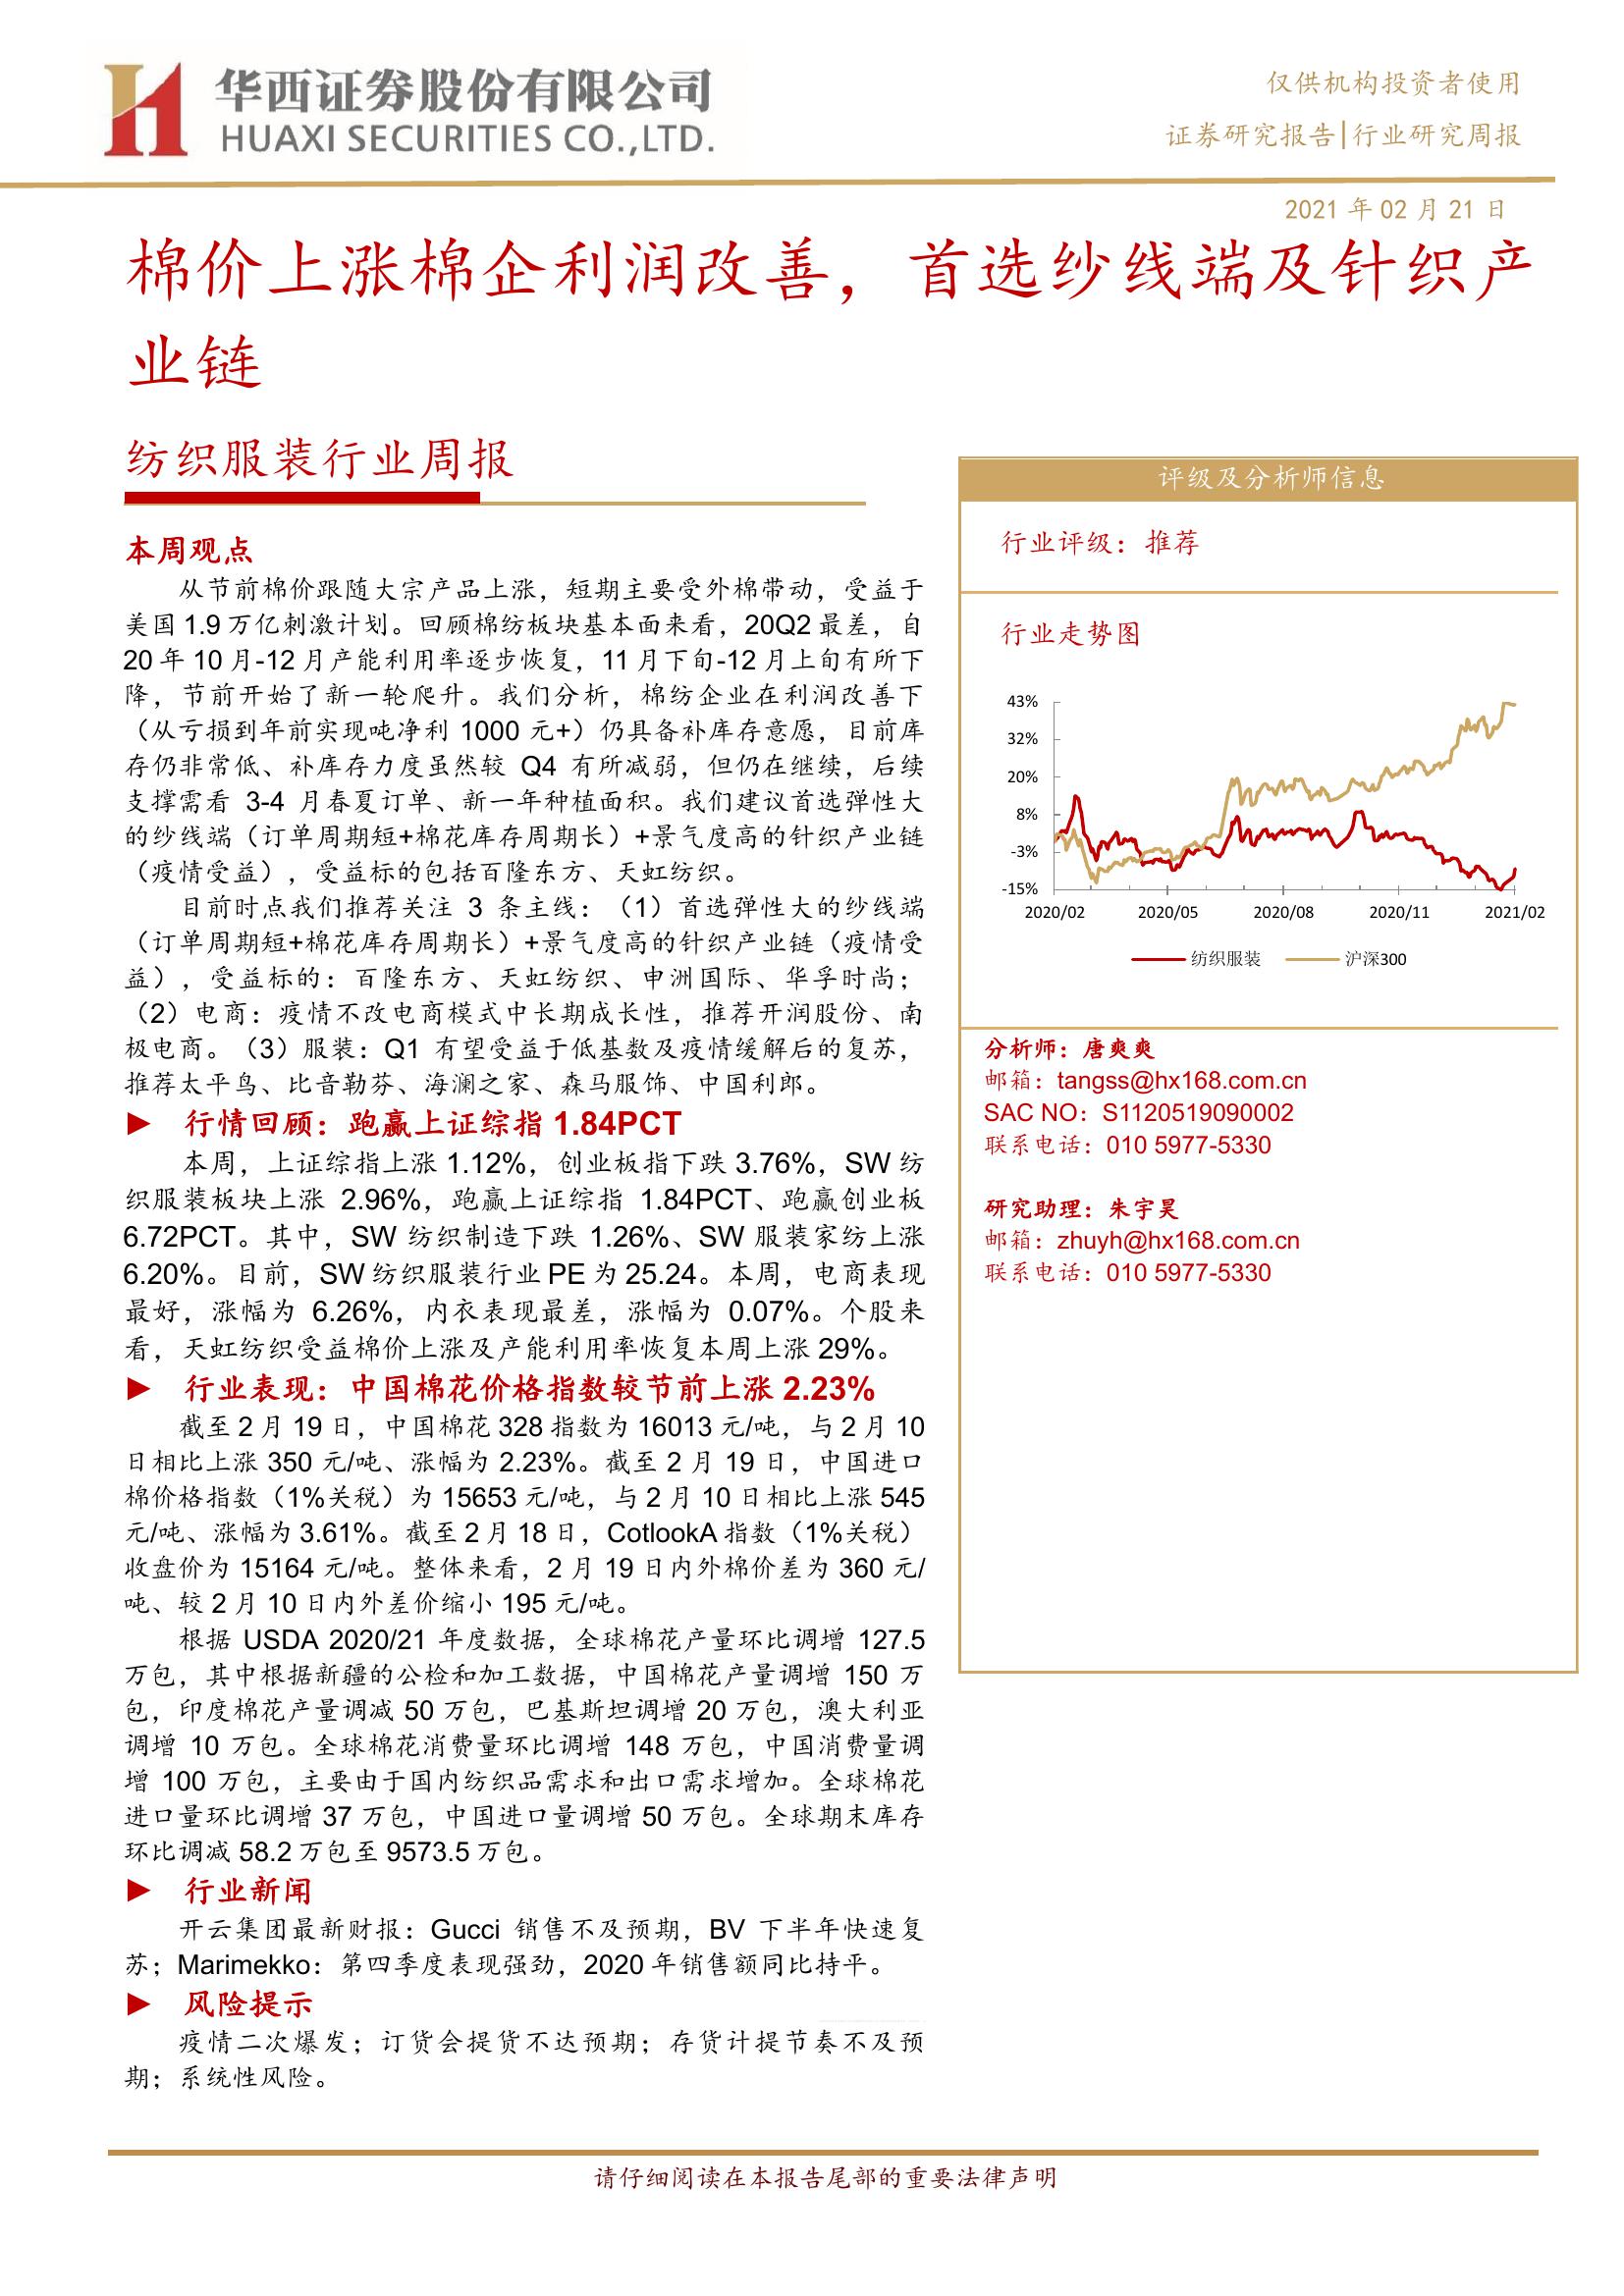 华西证券股份有限公司
HUAXI SECURITIES CO.,LTD.
仅供机构投资者使用
证券研究报告|行业研究周报
2021 年 02 月 21 日
棉价上涨棉企利润改善，首选纱线端及针织产
业链
纺织服装行业周报
本周观点
从节前棉价跟随大宗产品上涨，短期主要受外棉带动，受益于
美国 1.9 万亿刺激计划。回顾棉纺板块基本面来看，20Q2 最差，自
20 年 10 月-12 月产能利用率逐步恢复，11 月下旬-12 月上旬有所下
降，节前开始了新一轮爬升。我们分析，棉纺企业在利润改善下
（从亏损到年前实现吨净利 1000 元+）仍具备补库存意愿，目前库
存仍非常低、补库存力度虽然较 Q4 有所减弱，但仍在继续，后续
支撑需看 3-4 月春夏订单、新一年种植面积。我们建议首选弹性大
的纱线端（订单周期短+棉花库存周期长）+景气度高的针织产业链
（疫情受益），受益标的包括百隆东方、天虹纺织。
目前时点我们推荐关注 3 条主线：（1）首选弹性大的纱线端
（订单周期短+棉花库存周期长）+景气度高的针织产业链（疫情受
益），受益标的：百隆东方、天虹纺织、申洲国际、华孚时尚；
（2）电商：疫情不改电商模式中长期成长性，推荐开润股份、南
极电商。（3）服装：Q1 有望受益于低基数及疫情缓解后的复苏，
推荐太平鸟、比音勒芬、海澜之家、森马服饰、中国利郎。
► 行情回顾：跑赢上证综指 1.84PCT
本周，上证综指上涨 1.12%，创业板指下跌 3.76%，SW 纺
织服装板块上涨 2.96%，跑赢上证综指 1.84PCT、跑赢创业板
6.72PCT。其中，SW 纺织制造下跌 1.26%、SW 服装家纺上涨
6.20%。目前，SW 纺织服装行业 PE 为 25.24。本周，电商表现
最好，涨幅为 6.26%，内衣表现最差，涨幅为 0.07%。个股来
看，天虹纺织受益棉价上涨及产能利用率恢复本周上涨 29%。
► 行业表现：中国棉花价格指数较节前上涨 2.23%
截至 2 月 19 日，中国棉花 328 指数为 16013 元/吨，与 2 月 10
日相比上涨 350 元/吨、涨幅为 2.23%。截至 2 月 19 日，中国进口
棉价格指数（1%关税）为 15653 元/吨，与 2 月 10 日相比上涨 545
元/吨、涨幅为 3.61%。截至 2 月 18 日，CotlookA 指数（1%关税）
收盘价为 15164 元/吨。整体来看，2 月 19 日内外棉价差为 360 元/
吨、较 2 月 10 日内外差价缩小 195 元/吨。
根据 USDA 2020/21 年度数据，全球棉花产量环比调增 127.5
万包，其中根据新疆的公检和加工数据，中国棉花产量调增 150 万
包，印度棉花产量调减 50 万包，巴基斯坦调增 20 万包，澳大利亚
调增 10 万包。全球棉花消费量环比调增 148 万包，中国消费量调
增 100 万包，主要由于国内纺织品需求和出口需求增加。全球棉花
进口量环比调增 37 万包，中国进口量调增 50 万包。全球期末库存
环比调减 58.2 万包至 9573.5 万包。
► 行业新闻
开云集团最新财报：Gucci 销售不及预期，BV 下半年快速复
苏；Marimekko：第四季度表现强劲，2020 年销售额同比持平。
► 风险提示
疫情二次爆发；订货会提货不达预期；存货计提节奏不及预
期；系统性风险。
评级及分析师信息
行业评级：推荐
行业走势图
43%
32%
20%
8%
-3%
-15%
2020/02 2020/05 2020/08 2020/11 2021/02
纺织服装 沪深300
分析师：唐爽爽
邮箱：tangss@hx168.com.cn
SAC NO：S1120519090002
联系电话：010 5977-5330
研究助理：朱宇昊
邮箱：zhuyh@hx168.com.cn
联系电话：010 5977-5330
请仔细阅读在本报告尾部的重要法律声明